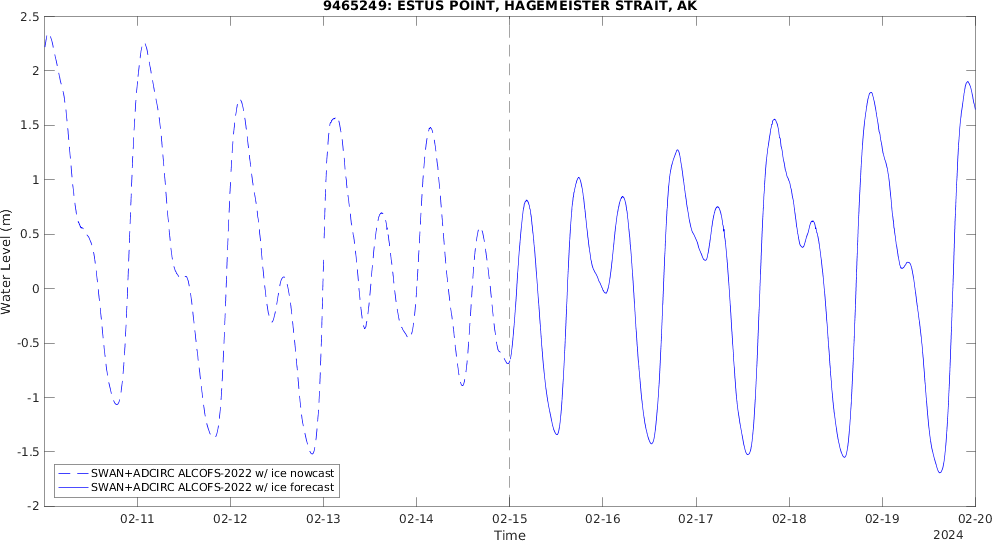 9465249: ESTUS POINT, HAGEMEISTER STRAIT, AK
2.5
2
1.5
1
0.5
0
-0.5
-1
-1.5
-2
Water Level (m)
SWAN+ADCIRC ALCOFS-2022 w/ ice nowcast
SWAN+ADCIRC ALCOFS-2022 w/ ice forecast
02-11 02-12 02-13 02-14 02-15 02-16 02-17 02-18 02-19 02-20
Time
2024